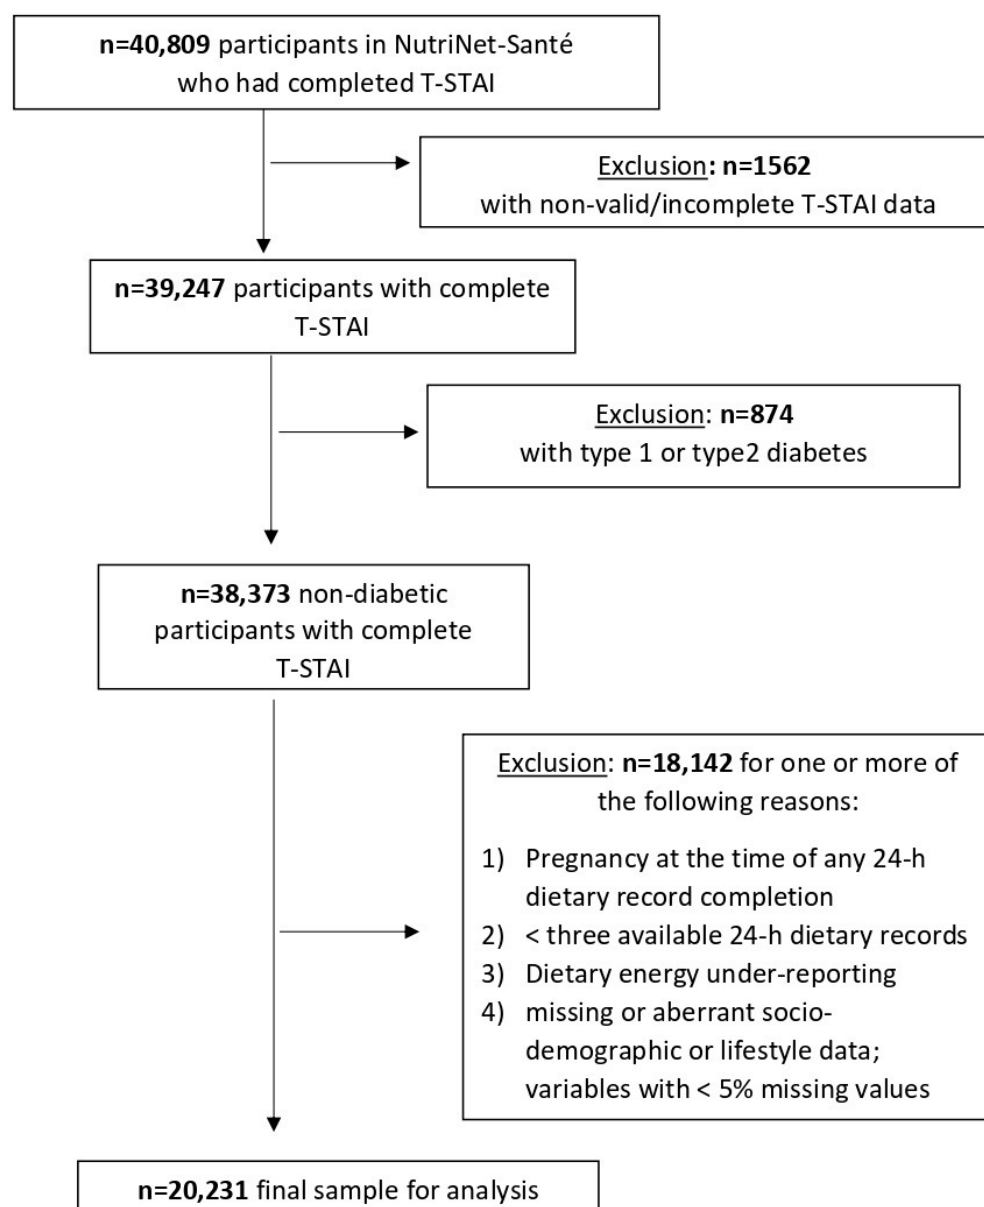 n=40,809 participants in NutriNet-Santé
who had completed T-STAI
Exclusion: n=1562
with non-valid/incomplete T-STAI data
n=39,247 participants with complete
T-STAI
Exclusion: n=874
with type 1 or type2 diabetes
n=38,373 non-diabetic
participants with complete
T-STAI
Exclusion: n=18,142 for one or more of
the following reasons:
1) Pregnancy at the time of any 24-h
dietary record completion
2) < three available 24-h dietary records
3) Dietary energy under-reporting
4) missing or aberrant socio-
demographic or lifestyle data;
variables with < 5% missing values
n=20,231 final sample for analysis